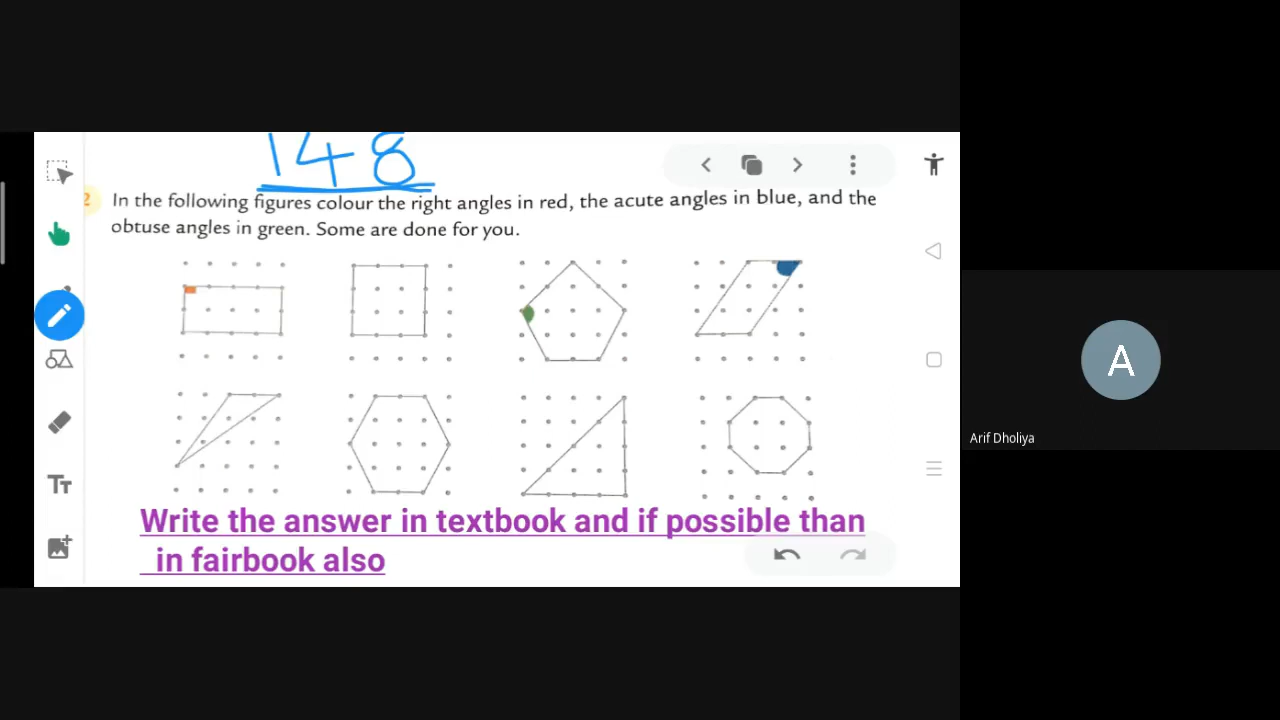 148
2 In the following figures colour the right angles in red, the acute angles in blue, and the
obtuse angles in green. Some are done for you.
Write the answer in textbook and if possible than
in fairbook also
TT
A
Arif Dholiya